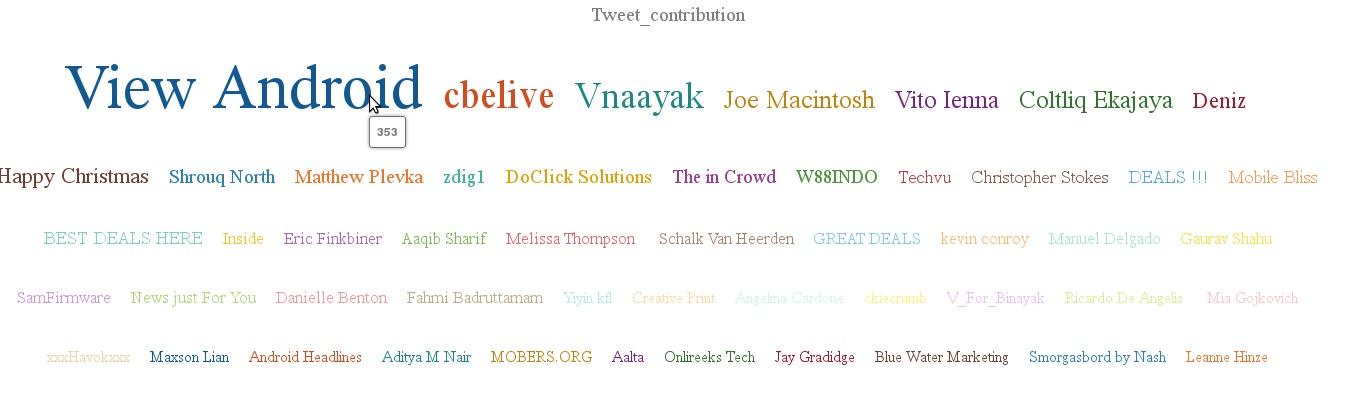 Tweet_contribution
View Android cbelive Vnaayak Joe Macintosh Vito Ienna Coltliq Ekajaya Deniz
353
Happy Christmas Shrouq North Matthew Plevka zdig1 DoClick Solutions The in Crowd W88INDO Techvu Christopher Stokes DEALS !!! Mobile Bliss
BEST DEALS HERE Inside Eric Finkbiner Aaqib Sharif Melissa Thompson Schalk Van Heerden GREAT DEALS kevin conroy Manuel Delgado Gaurav Shahu
SamFirmware News just For You Danielle Benton Fahmi Badruttamam Yiyin kfl Creative Print Angelina Cardone ckiecrumb V_For_Binayak Ricardo De Angelis Mia Gojkovich
xxxHavokxxx Maxson Lian Android Headlines Aditya M Nair MOBERS.ORG Aalta Onlireeks Tech Jay Gradidge Blue Water Marketing Smorgasbord by Nash Leanne Hinze